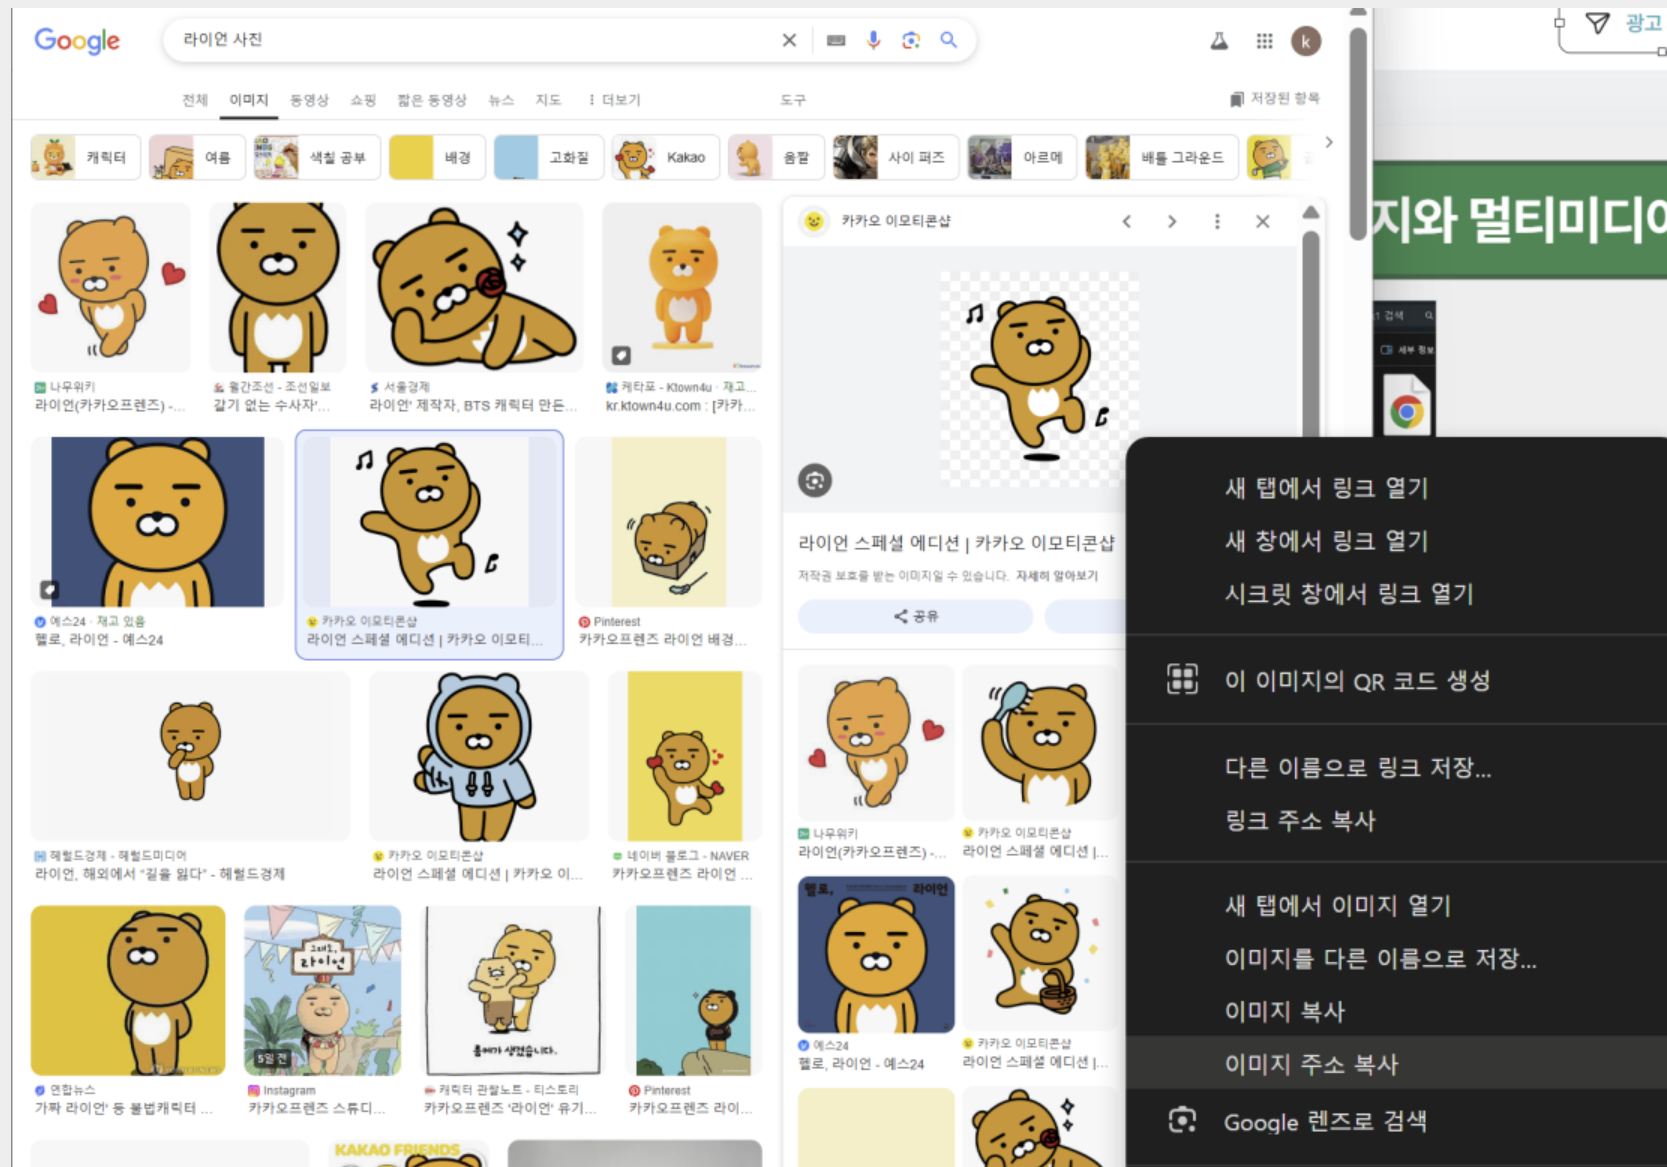 Google
라이언 사진
k
광고
전체 이미지 동영상 쇼핑 짧은 동영상 뉴스 지도 더보기 도구
저장된 항목
캐릭터 여름 색칠 공부 배경 고화질 Kakao 움짤 사이 퍼즈 아르메 배틀 그라운드
지와 멀티미디어
카카오 이모티콘샵
검색
세부 정보
나무위키
라이언(카카오프렌즈) -...
월간조선 - 조선일보
갈기 없는 수사자'...
서울경제
라이언' 제작자, BTS 캐릭터 만든...
케타포 - Ktown4u · 재고...
kr.ktown4u.com : [카카...
예스24 · 재고 있음
헬로, 라이언 - 예스24
카카오 이모티콘샵
라이언 스페셜 에디션 | 카카오 이모티...
Pinterest
카카오프렌즈 라이언 배경...
헤럴드경제 - 헤럴드미디어
라이언, 해외에서 “길을 잃다” - 헤럴드경제
카카오 이모티콘샵
라이언 스페셜 에디션 | 카카오 이...
네이버 블로그 - NAVER
카카오프렌즈 라이언 ...
그대로,
라이언
5일 전
연합뉴스
가짜 라이언' 등 불법캐릭터 ...
Instagram
카카오프렌즈 스튜디...
캐릭터 관찰노트 - 티스토리
카카오프렌즈 '라이언' 유기...
Pinterest
카카오프렌즈 라이...
KAKAO FRIENDS
라이언 스페셜 에디션 | 카카오 이모티콘샵
저작권 보호를 받는 이미지일 수 있습니다. 자세히 알아보기
공유
나무위키
라이언(카카오프렌즈) -...
카카오 이모티콘샵
라이언 스페셜 에디션 |...
헬로, 라이언
예스24
헬로, 라이언 - 예스24
카카오 이모티콘샵
라이언 스페셜 에디션 |...
새 탭에서 링크 열기
새 창에서 링크 열기
시크릿 창에서 링크 열기
이 이미지의 QR 코드 생성
다른 이름으로 링크 저장...
링크 주소 복사
새 탭에서 이미지 열기
이미지를 다른 이름으로 저장...
이미지 복사
이미지 주소 복사
Google 렌즈로 검색